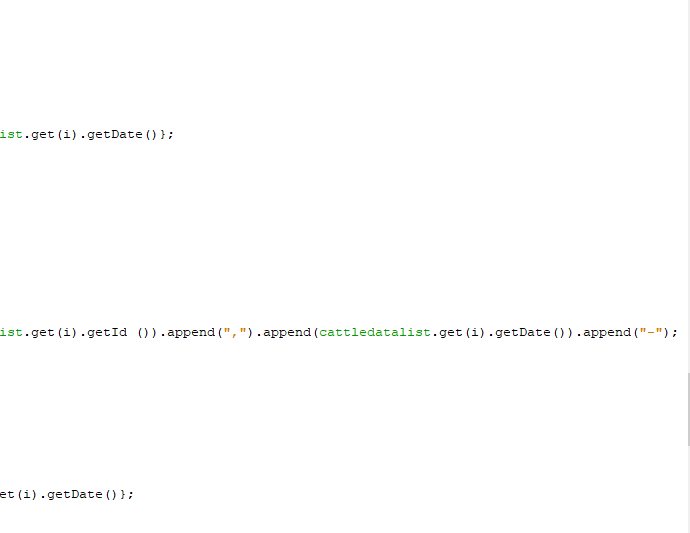 ist.get(i).getDate()};
ist.get(i).getId ()).append(",").append(cattledatalist.get(i).getDate()).append("-");
et(i).getDate()};